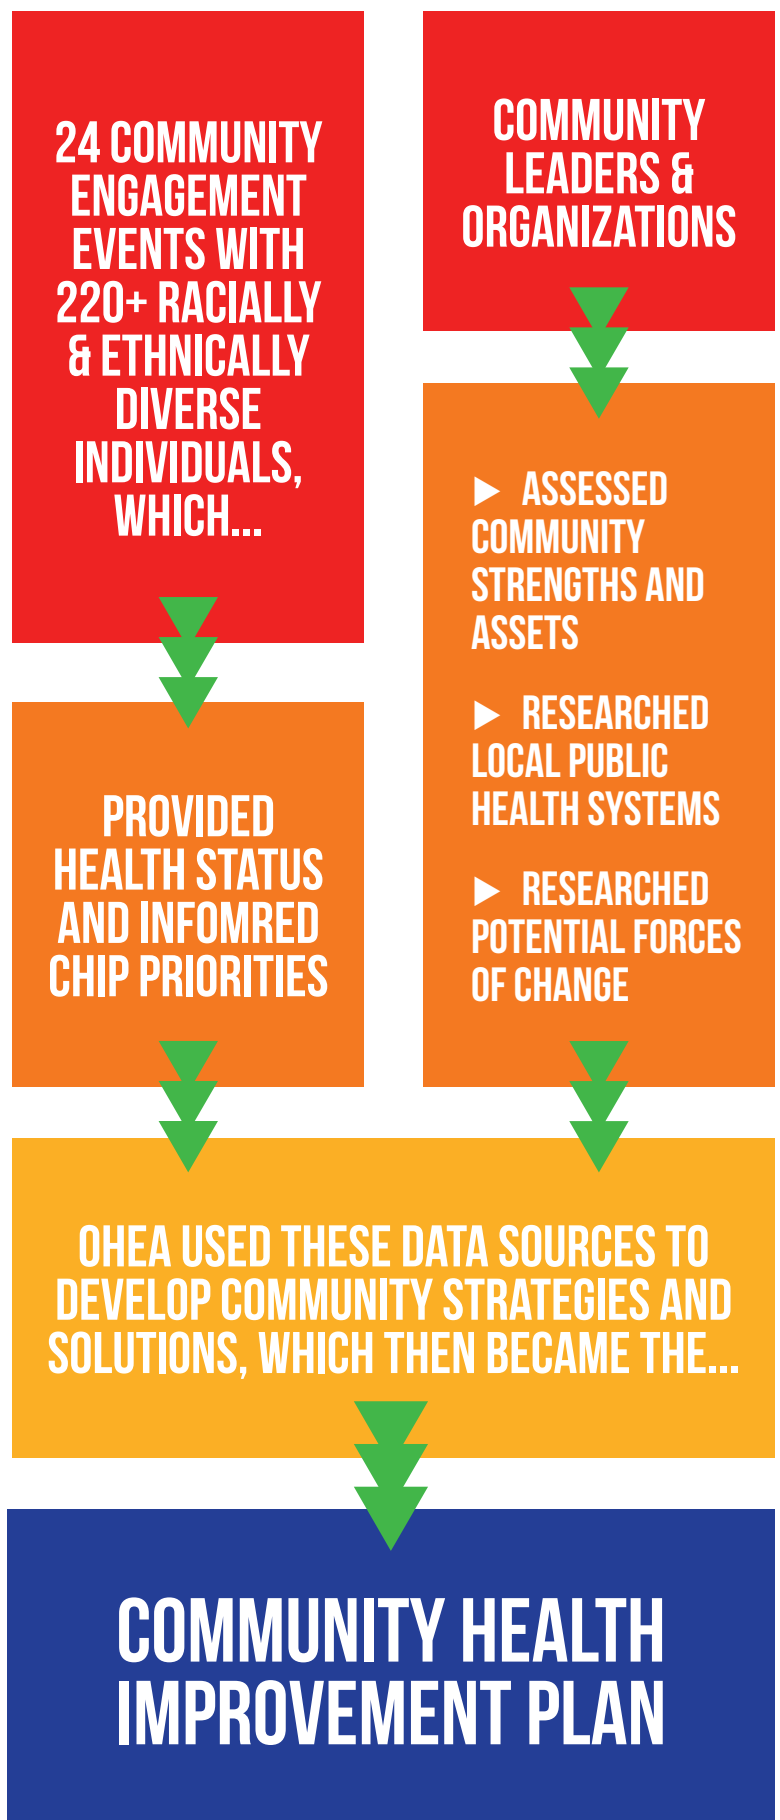 24 COMMUNITY
ENGAGEMENT
EVENTS WITH
220+ RACIALLY
& ETHNICALLY
DIVERSE
INDIVIDUALS,
WHICH...
PROVIDED
HEALTH STATUS
AND INFOMRED
CHIP PRIORITIES
COMMUNITY
LEADERS &
ORGANIZATIONS
► ASSESSED
COMMUNITY
STRENGTHS AND
ASSETS
► RESEARCHED
LOCAL PUBLIC
HEALTH SYSTEMS
► RESEARCHED
POTENTIAL FORCES
OF CHANGE
OHEA USED THESE DATA SOURCES TO
DEVELOP COMMUNITY STRATEGIES AND
SOLUTIONS, WHICH THEN BECAME THE...
COMMUNITY HEALTH
IMPROVEMENT PLAN